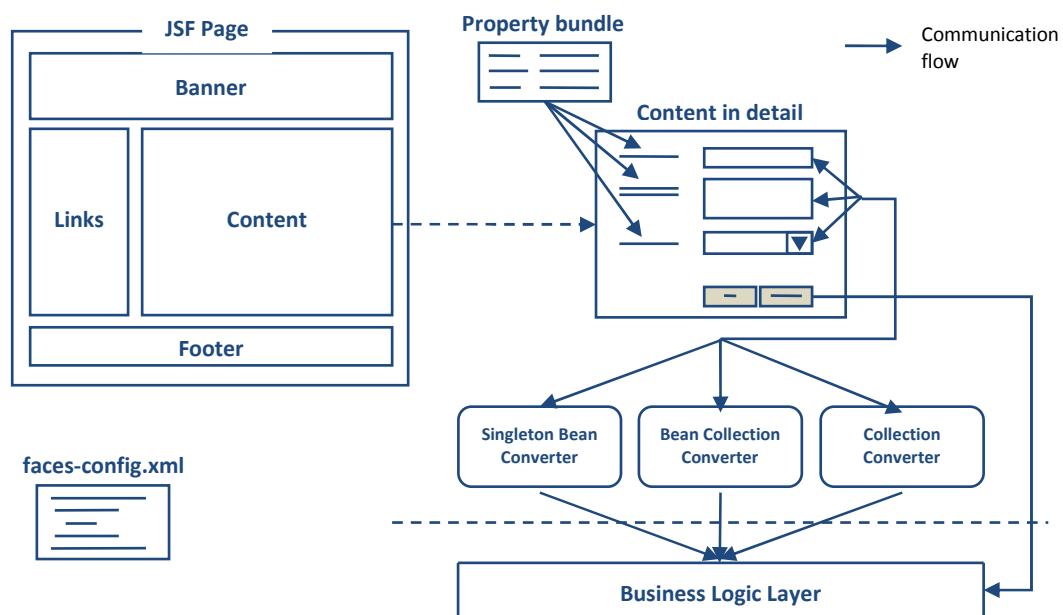 JSF Page
Banner
Links
Content
Footer
Property bundle
Communication
flow
Content in detail
Singleton Bean
Converter
Bean Collection
Converter
Collection
Converter
faces-config.xml
Business Logic Layer